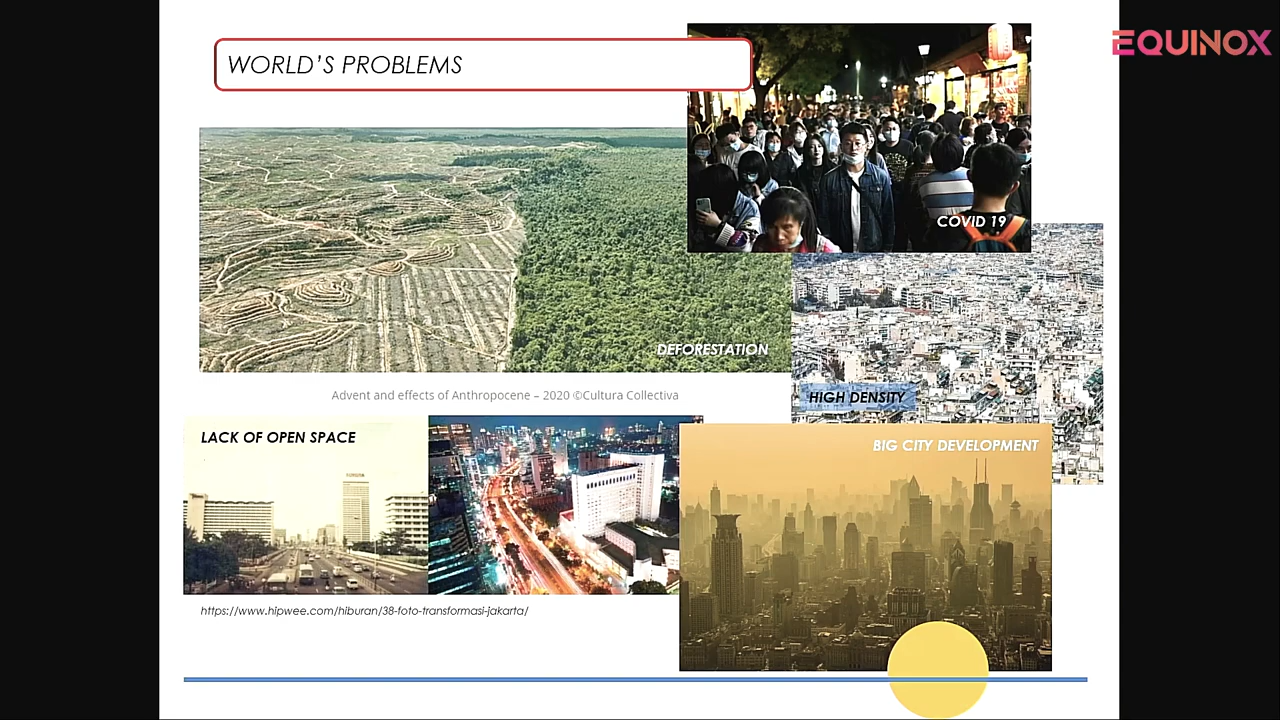 EQUINOX
WORLD'S PROBLEMS
COVID 19
DEFORESTATION
HIGH DENSITY
Advent and effects of Anthropocene – 2020 ©Cultura Collectiva
LACK OF OPEN SPACE
BIG CITY DEVELOPMENT
https://www.hipwee.com/hiburan/38-foto-transformasi-jakarta/